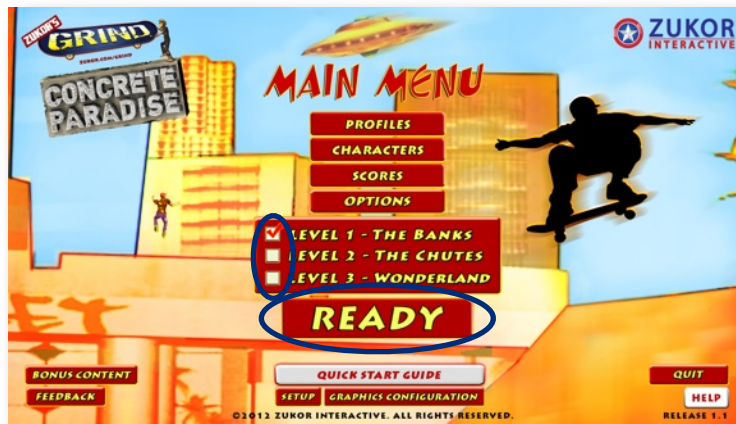 ZUKOR'S
GRIND
ZUKOR.COM/GRIND
CONCRETE
PARADISE
ZUKOR
INTERACTIVE
MAIN MENU
PROFILES
CHARACTERS
SCORES
OPTIONS
LEVEL 1 - THE BANKS
LEVEL 2 - THE CHUTES
LEVEL 3 - WONDERLAND
READY
BONUS CONTENT
QUICK START GUIDE
QUIT
FEEDBACK
SETUP
GRAPHICS CONFIGURATION
HELP
©2012 ZUKOR INTERACTIVE. ALL RIGHTS RESERVED.
RELEASE 1.1